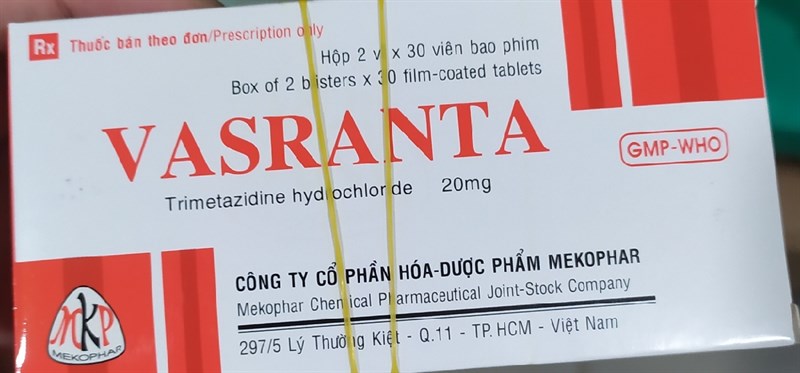 Rx Thuốc bán theo đơn/Prescription only
Hộp 2 vỉ x 30 viên bao phim
Box of 2 blisters x 30 film-coated tablets
VASRANTA
GMP-WHO
Trimetazidine hydrochloride 20mg
CÔNG TY CỔ PHẦN HÓA-DƯỢC PHẨM MEKOPHAR
Mekophar Chemical Pharmaceutical Joint-Stock Company
297/5 Lý Thường Kiệt - Q.11 - TP. HCM - Việt Nam
MKP
MEKOPHAR